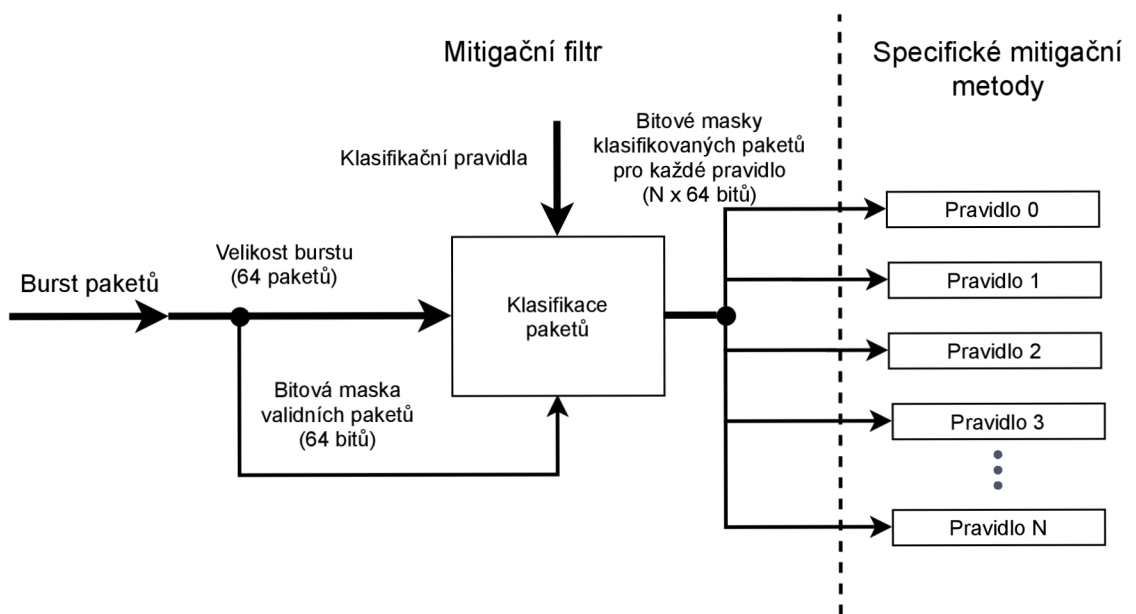 Mitigační filtr
Specifické mitigační
metody
Klasifikační pravidla
Bitové masky
klasifikovaných paketů
pro každé pravidlo
(N x 64 bitů)
Burst paketů
Velikost burstu
(64 paketů)
Klasifikace
paketů
Bitová maska
validních paketů
(64 bitů)
Pravidlo 0
Pravidlo 1
Pravidlo 2
Pravidlo 3
Pravidlo N